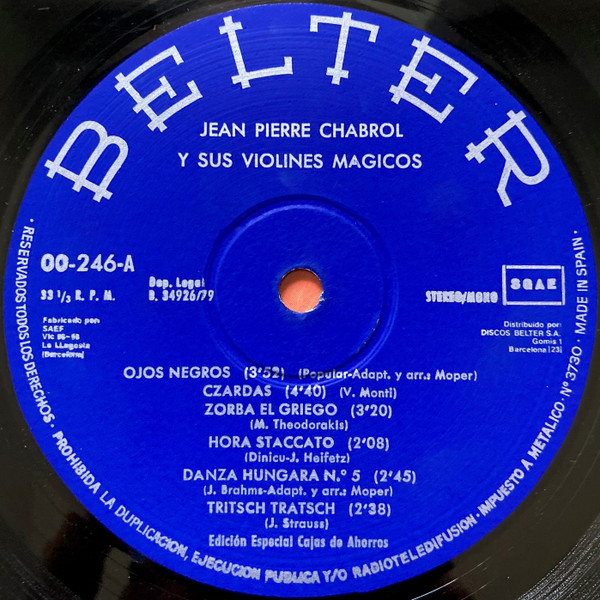 BELTER
JEAN PIERRE CHABROL
Y SUS VIOLINES MAGICOS
00-246-A
33 1/3 R. P. M.
Dep. Legal
B. 34926/79
STEREO/MONO
SGAE
Fabricado por:
SAEF
Vic 96-98
La Llagosta
(Barcelona)
Distribuido por:
DISCOS BELTER S.A.
Gomis 1
Barcelona (23)
OJOS NEGROS (3'52) (Popular-Adapt. y arr.: Moper)
CZARDAS (4'40) (V. Monti)
ZORBA EL GRIEGO (3'20)
(M. Theodorakis)
HORA STACCATO (2'08)
(Dinicu-J. Heifetz)
DANZA HUNGARA N.º 5 (2'45)
(J. Brahms-Adapt. y arr.: Moper)
TRITSCH TRATSCH (2'38)
(J. Strauss)
Edición Especial Cajas de Ahorros
· RESERVADOS TODOS LOS DERECHOS · PROHIBIDA LA DUPLICACION, EJECUCION PUBLICA Y/O RADIOTELEDIFUSION · IMPUESTO A METALICO · Nº 3730 · MADE IN SPAIN ·